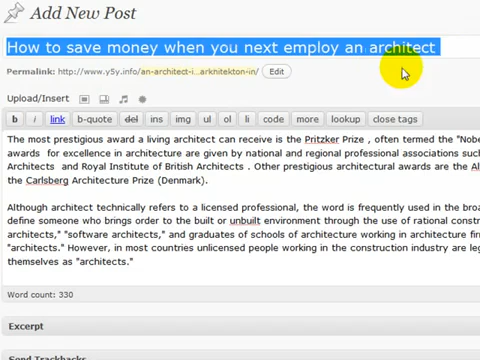 Add New Post
How to save money when you next employ an architect
Permalink: http://www.y5y.info/an-architect-i...arknitekton-in/ Edit
Upload/Insert
b i link b-quote del ins img ul ol li code more lookup close tags
The most prestigious award a living architect can receive is the Pritzker Prize , often termed the "Nobe
awards for excellence in architecture are given by national and regional professional associations suc
Architects and Royal Institute of British Architects . Other prestigious architectural awards are the Al
the Carlsberg Architecture Prize (Denmark).
Although architect technically refers to a licensed professional, the word is frequently used in the broa
define someone who brings order to the built or unbuilt environment through the use of rational constr
architects," "software architects," and graduates of schools of architecture working in architecture firm
"architects." However, in most countries unlicensed people working in the construction industry are leg
themselves as "architects."
Word count: 330
Excerpt
Send Trackbacks